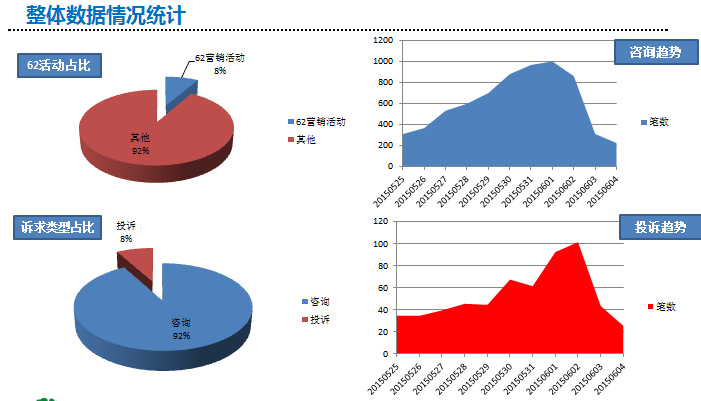 整体数据情况统计
62活动占比
62营销活动
8%
其他
92%
62营销活动
其他
咨询趋势
1200
1000
800
600
400
200
0
20150525
20150526
20150527
20150528
20150529
20150530
20150531
20150601
20150602
20150603
20150604
笔数
诉求类型占比
投诉
8%
咨询
92%
咨询
投诉
投诉趋势
120
100
80
60
40
20
0
20150525
20150526
20150527
20150528
20150529
20150530
20150531
20150601
20150602
20150603
20150604
笔数